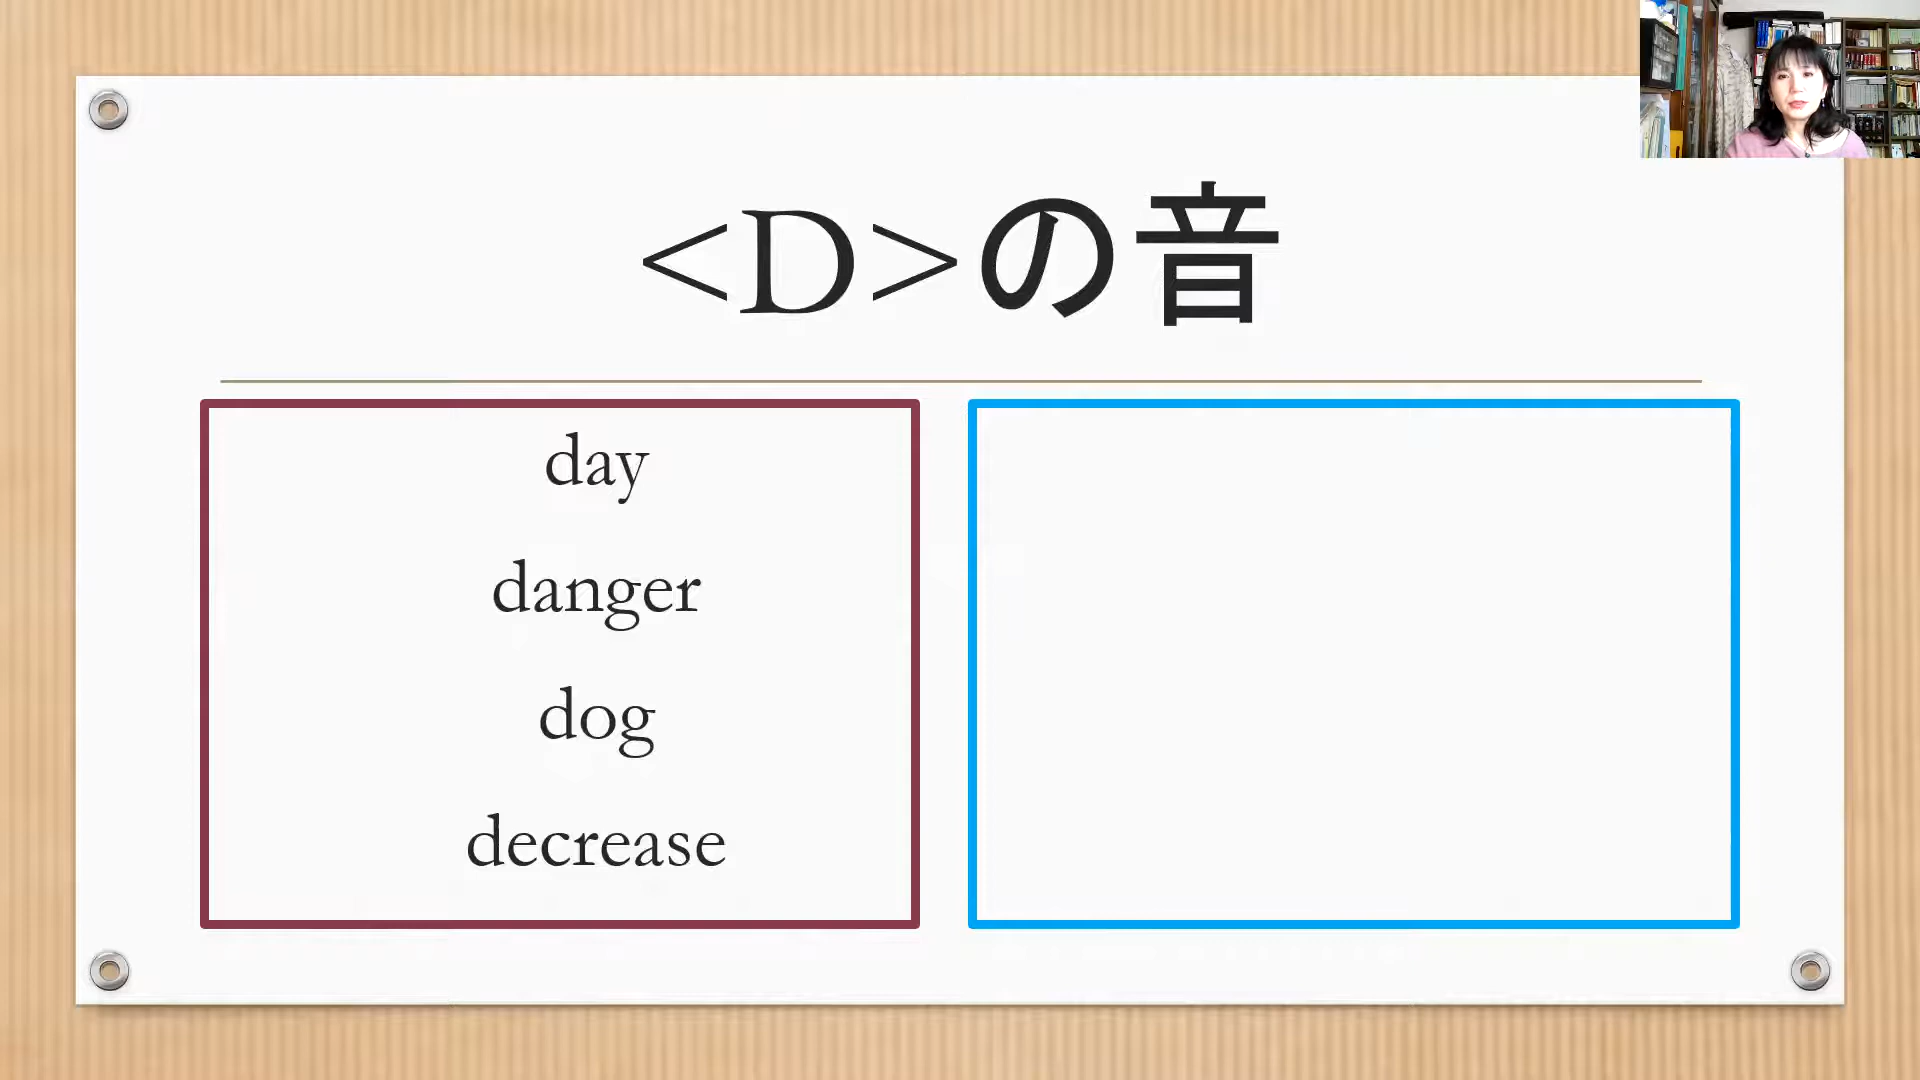 <D>の音
day
danger
dog
decrease